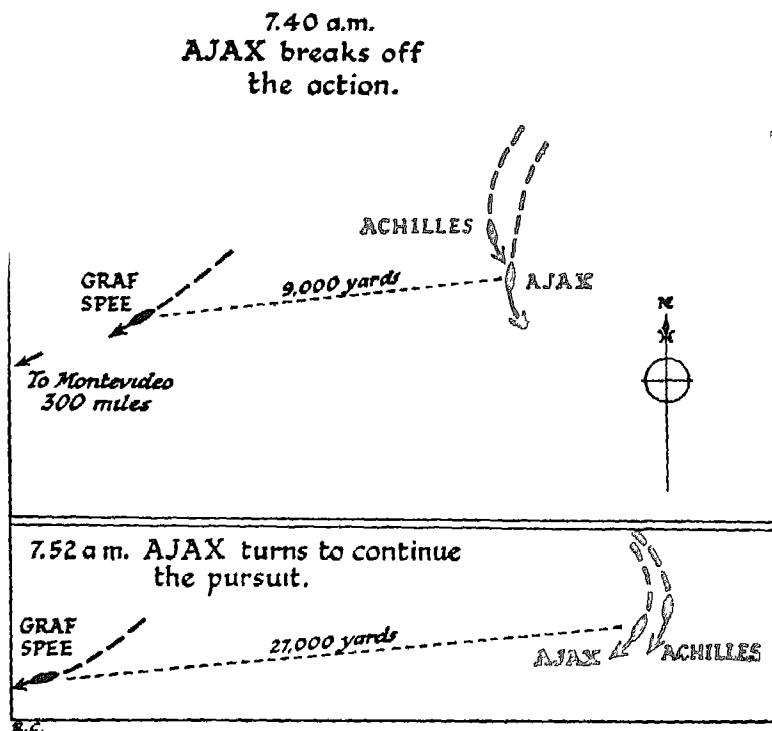 7.40 a.m.
AJAX breaks off
the action.
ACHILLES
GRAF
SPEE
9,000 yards
AJAX
N
To Montevideo
300 miles
7.52 a m. AJAX turns to continue
the pursuit.
GRAF
SPEE
27,000 yards
AJAX
ACHILLES